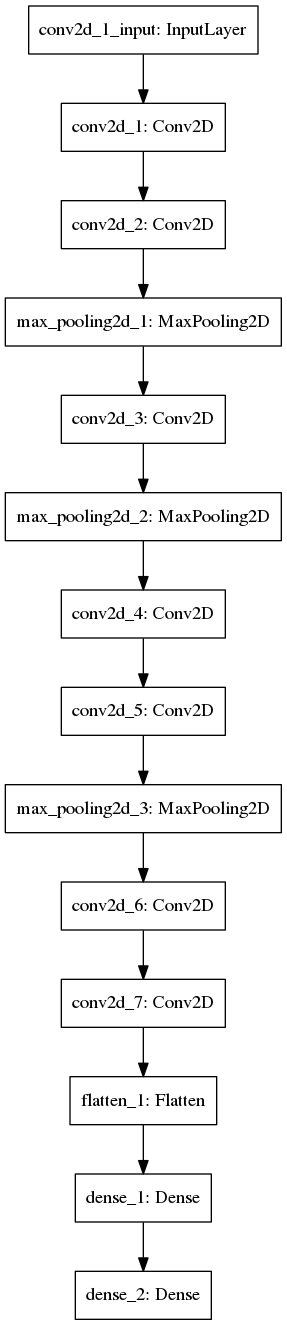 conv2d_1_input: InputLayer
conv2d_1: Conv2D
conv2d_2: Conv2D
max_pooling2d_1: MaxPooling2D
conv2d_3: Conv2D
max_pooling2d_2: MaxPooling2D
conv2d_4: Conv2D
conv2d_5: Conv2D
max_pooling2d_3: MaxPooling2D
conv2d_6: Conv2D
conv2d_7: Conv2D
flatten_1: Flatten
dense_1: Dense
dense_2: Dense